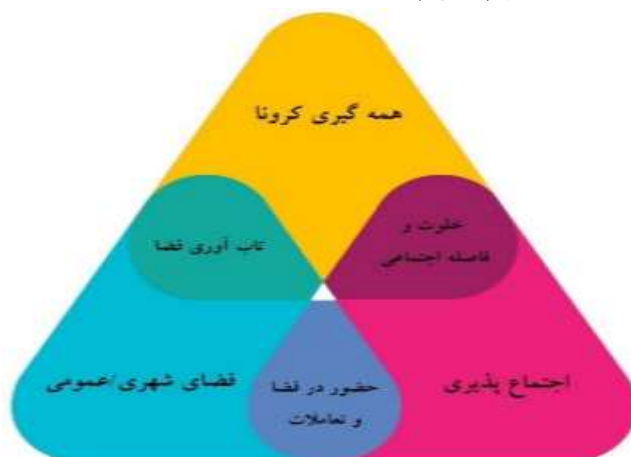 همه گیری کرونا
خلوت و
فاصله اجتماعی
تاب آوری فضا
اجتماع پذیری
حضور در فضا
و تعاملات
فضای شهری/عمومی